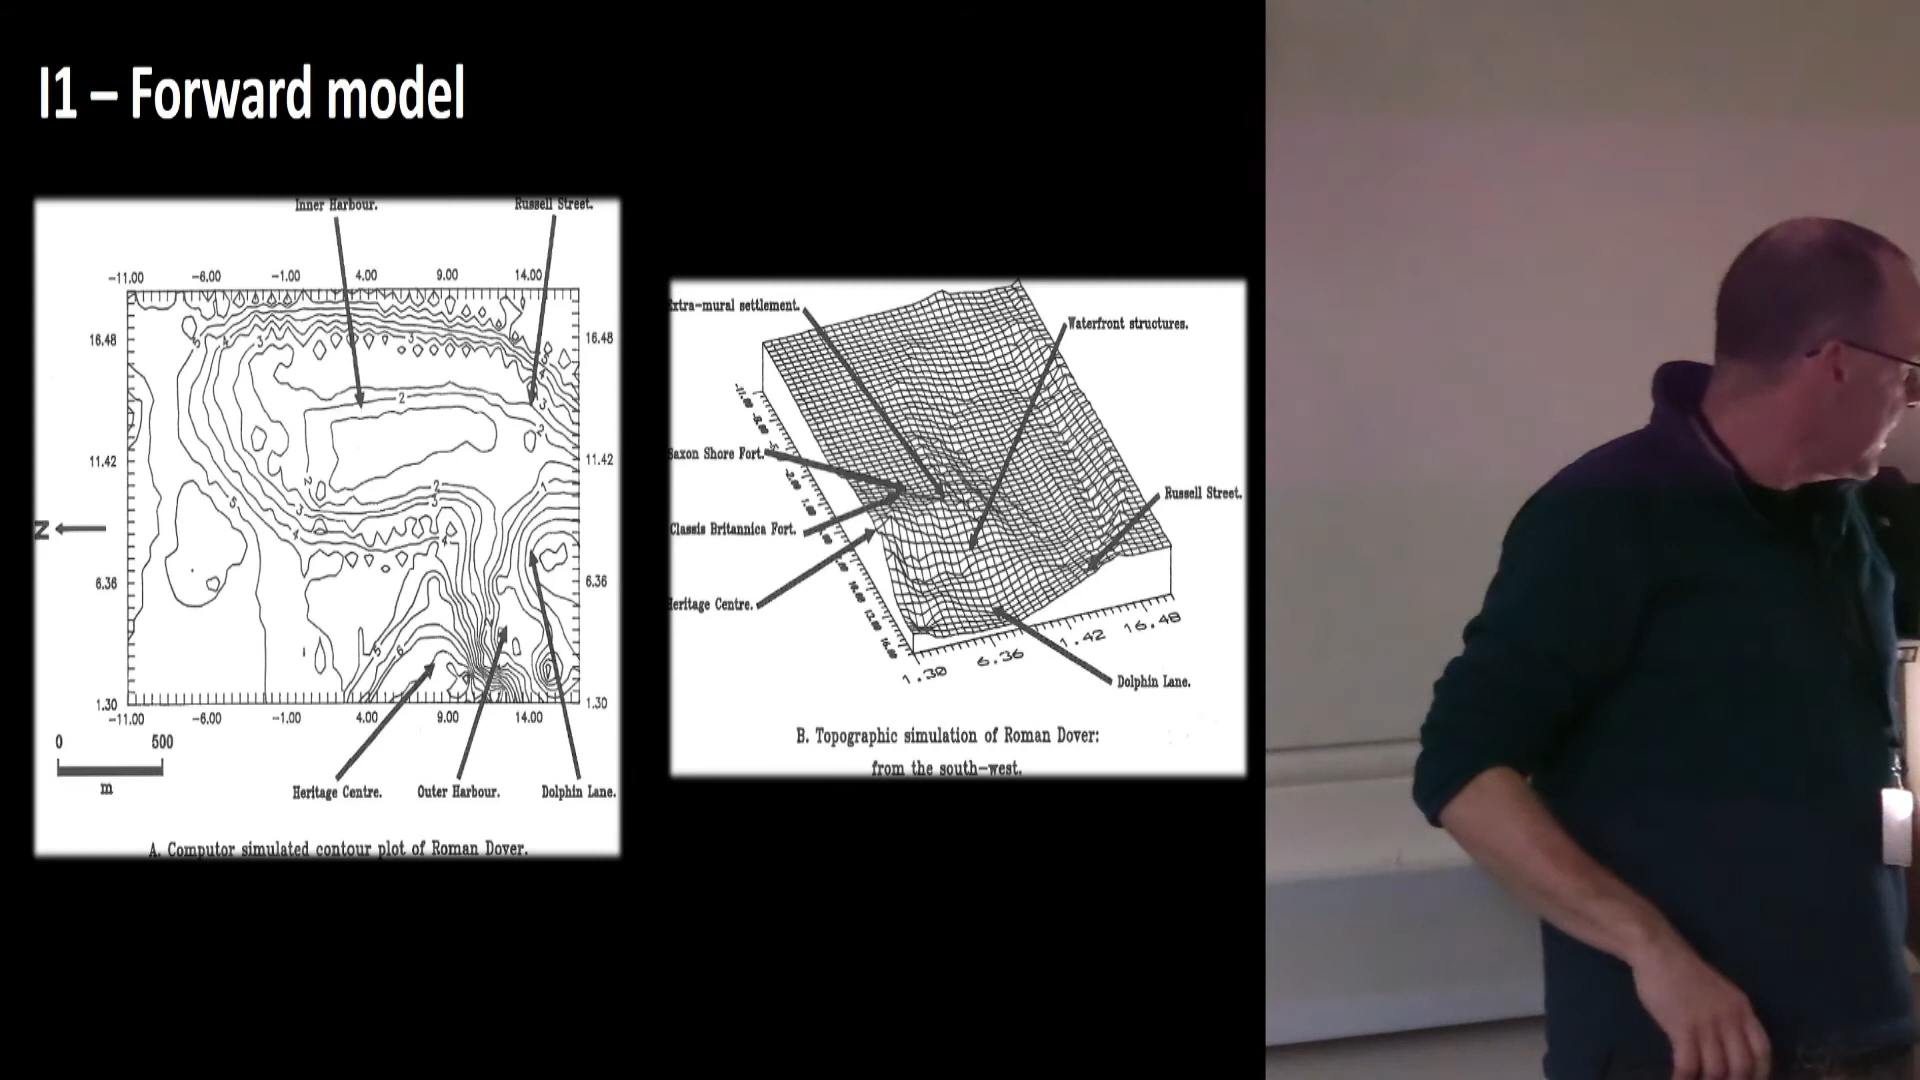 I1 – Forward model
Inner Harbour.
Russell Street.
-11.00 -6.00 -1.00 4.00 9.00 14.00
16.48
16.48
11.42
11.42
N
6.36
6.36
1.30
1.30
-11.00 -6.00 -1.00 4.00 9.00 14.00
0 500
m
Heritage Centre. Outer Harbour. Dolphin Lane.
A. Computor simulated contour plot of Roman Dover.
Extra-mural settlement.
Waterfront structures.
Saxon Shore Fort.
Russell Street.
Classis Britannica Fort.
Heritage Centre.
1.30 6.36 1.42 16.48
Dolphin Lane.
B. Topographic simulation of Roman Dover:
from the south-west.